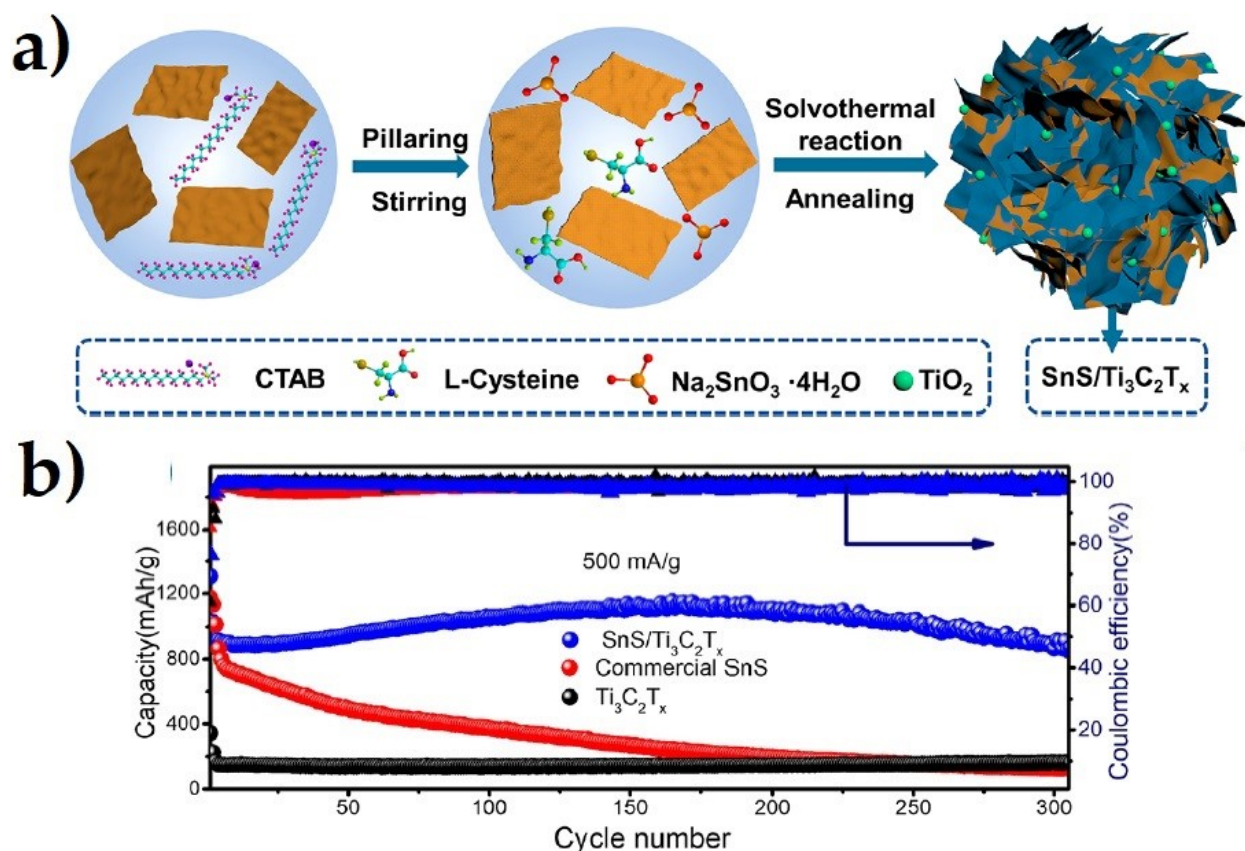 a)
Pillaring
Stirring
Solvothermal
reaction
Annealing
CTAB
L-Cysteine
Na₂SnO₃ ·4H₂O
TiO₂
SnS/Ti₃C₂Tₓ
b)
Capacity(mAh/g)
1600
1200
800
400
0
500 mA/g
SnS/Ti₃C₂Tₓ
Commercial SnS
Ti₃C₂Tₓ
100
80
60
40
20
Coulombic efficiency(%)
50
100
150
200
250
300
Cycle number